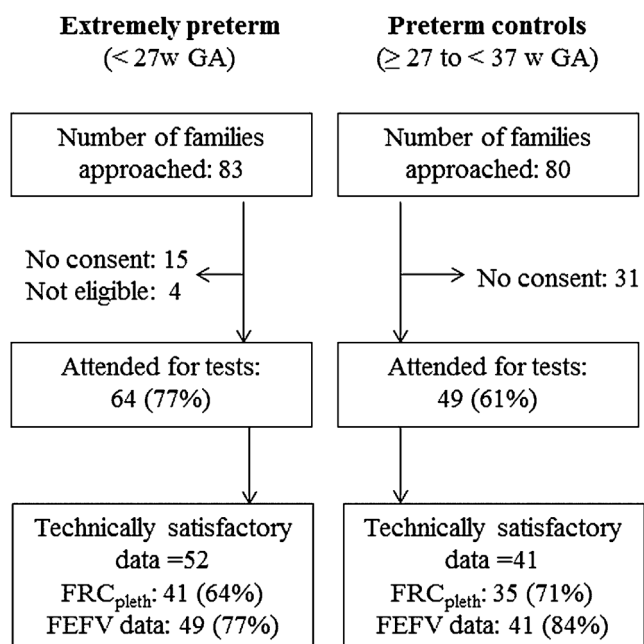 Extremely preterm
(< 27w GA)
Number of families
approached: 83
No consent: 15
Not eligible: 4
Attended for tests:
64 (77%)
Technically satisfactory
data =52
FRCpleth: 41 (64%)
FEFV data: 49 (77%)
Preterm controls
(≥ 27 to < 37 w GA)
Number of families
approached: 80
No consent: 31
Attended for tests:
49 (61%)
Technically satisfactory
data =41
FRCpleth: 35 (71%)
FEFV data: 41 (84%)